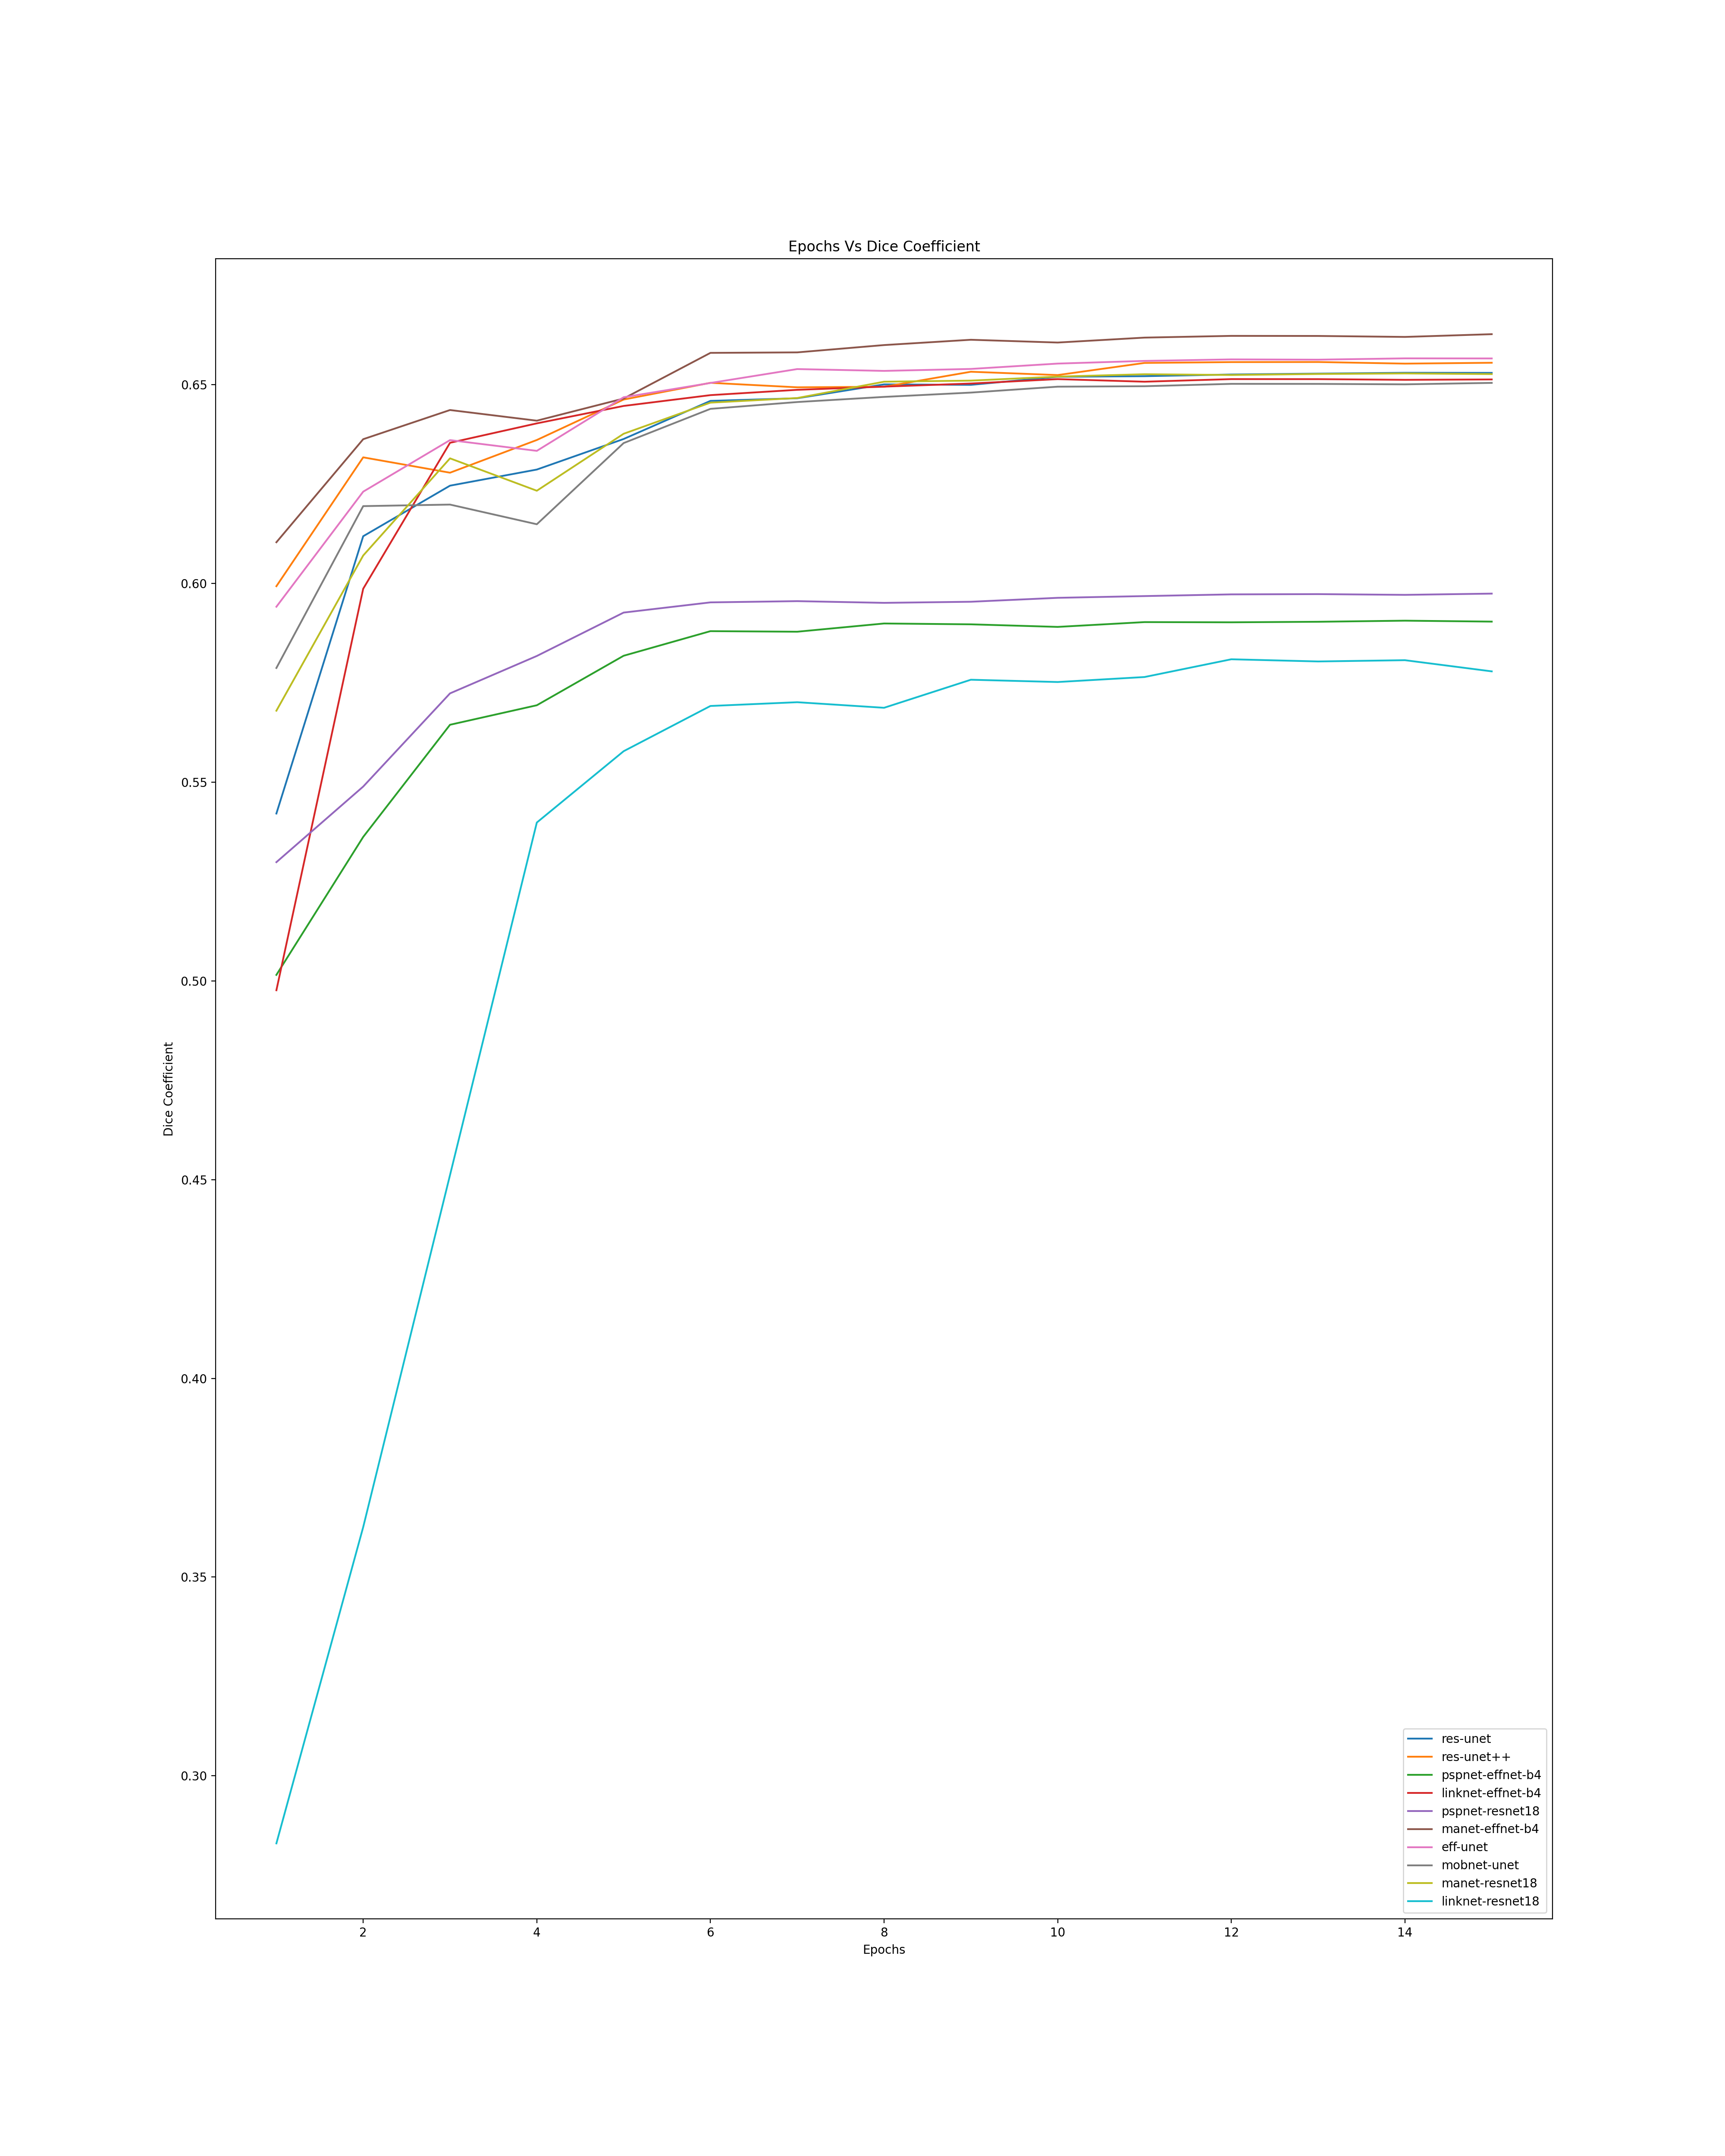 Epochs Vs Dice Coefficient
0.65
0.60
0.55
0.50
0.45
0.40
0.35
0.30
Dice Coefficient
2 4 6 8 10 12 14
Epochs
res-unet
res-unet++
pspnet-effnet-b4
linknet-effnet-b4
pspnet-resnet18
manet-effnet-b4
eff-unet
mobnet-unet
manet-resnet18
linknet-resnet18